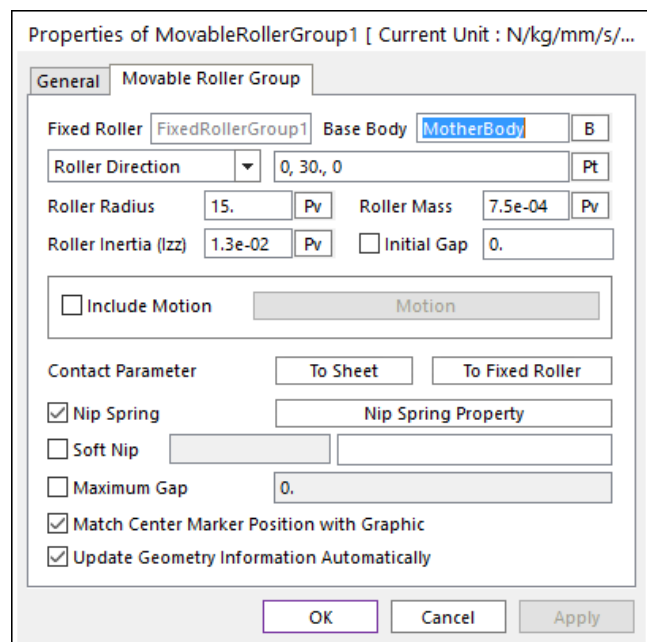 Properties of MovableRollerGroup1 [ Current Unit : N/kg/mm/s/...
General Movable Roller Group
Fixed Roller FixedRollerGroup1 Base Body MotherBody B
Roller Direction 0, 30., 0 Pt
Roller Radius 15. Pv Roller Mass 7.5e-04 Pv
Roller Inertia (Izz) 1.3e-02 Pv Initial Gap 0.
Include Motion Motion
Contact Parameter To Sheet To Fixed Roller
Nip Spring Nip Spring Property
Soft Nip
Maximum Gap 0.
Match Center Marker Position with Graphic
Update Geometry Information Automatically
OK Cancel Apply